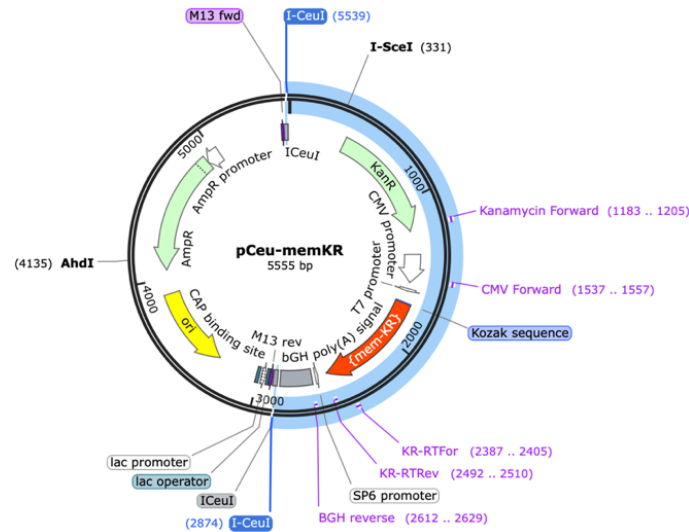 M13 fwd
I-CeuI (5539)
I-SceI (331)
ICeuI
KanR
1000
Kanamycin Forward (1183 .. 1205)
CMV promoter
CMV Forward (1537 .. 1557)
T7 promoter
Kozak sequence
2000
{mem-KR}
KR-RTFor (2387 .. 2405)
KR-RTRev (2492 .. 2510)
SP6 promoter
BGH reverse (2612 .. 2629)
bGH poly(A) signal
I-CeuI
(2874)
ICeuI
3000
M13 rev
lac operator
lac promoter
CAP binding site
ori
4000
(4135) AhdI
AmpR
AmpR promoter
5000
pCeu-memKR
5555 bp